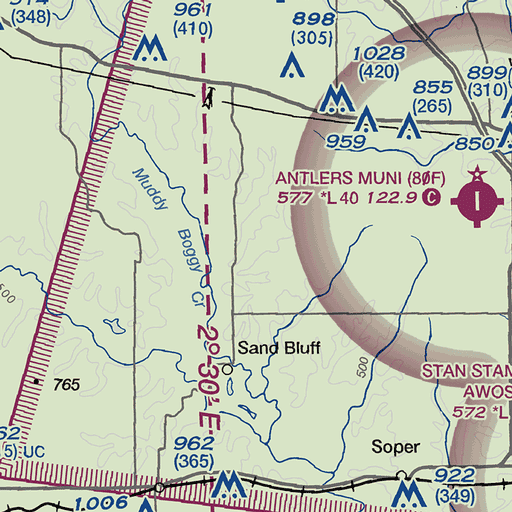 (348)
961
(410)
898
(305)
1028
(420)
855
(265)
899
(310)
959
850
ANTLERS MUNI (80F)
577 *L 40 122.9 C
Muddy
Boggy
Cr
500
2°30' E
Sand Bluff
500
765
STAN STAM
AWOS
572 *L
962
(365)
5) UC
Soper
922
(349)
1,006